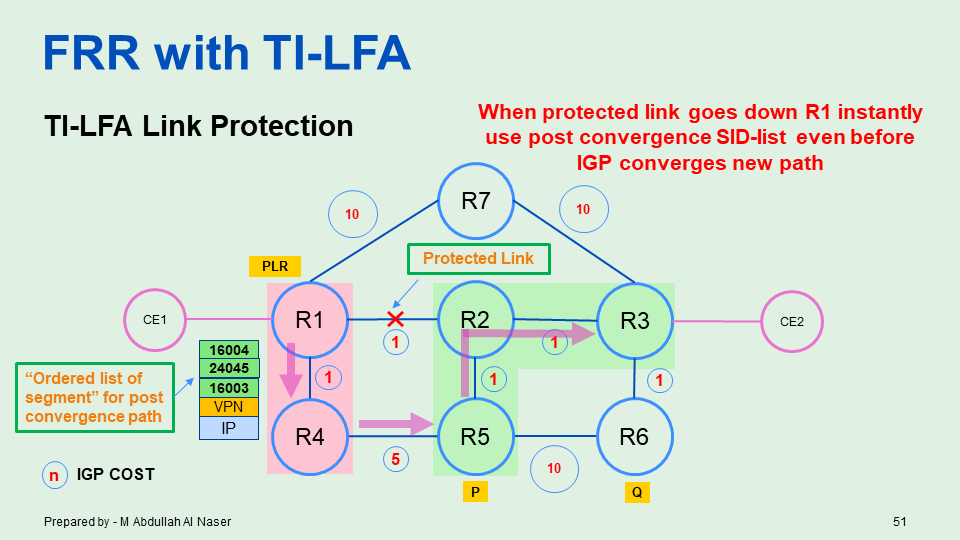 FRR with TI-LFA
TI-LFA Link Protection
When protected link goes down R1 instantly
use post convergence SID-list even before
IGP converges new path
R7
10
10
Protected Link
PLR
CE1
R1
R2
R3
CE2
1
1
16004
24045
16003
VPN
IP
“Ordered list of
segment” for post
convergence path
1
1
1
R4
R5
R6
5
10
P
Q
n
IGP COST
Prepared by - M Abdullah Al Naser
51